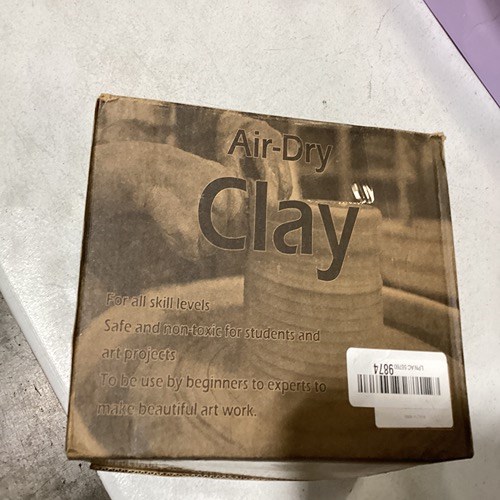 Air-Dry
Clay
For all skill levels
Safe and non-toxic for students and
art projects
To be use by beginners to experts to
make beautiful art work.
9874